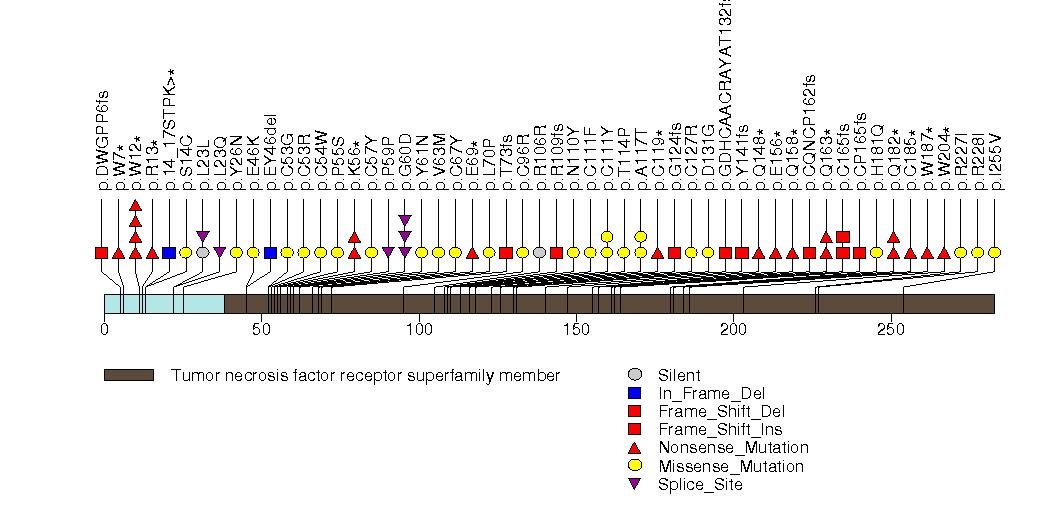 p.DWGPP6fs
p.W7*
p.W12*
p.R13*
p.14_17STPK>*
p.S14C
p.L23L
p.L23Q
p.Y26N
p.E46K
p.EY46del
p.C53G
p.C53R
p.C54W
p.P55S
p.K56*
p.C57Y
p.P59P
p.G60D
p.Y61N
p.V63M
p.C67Y
p.E69*
p.L70P
p.T73fs
p.C96R
p.R106R
p.R109fs
p.N110Y
p.C111F
p.C111Y
p.T114P
p.A117T
p.C119*
p.G124fs
p.C127R
p.D131G
p.GDHCAACRAYAT132fs
p.Y141fs
p.Q148*
p.E156*
p.Q158*
p.CQNCP162fs
p.Q163*
p.C165fs
p.CP165fs
p.H181Q
p.Q182*
p.C185*
p.W187*
p.W204*
p.R227I
p.R228I
p.I255V
0 50 100 150 200 250
Tumor necrosis factor receptor superfamily member
Silent
In_Frame_Del
Frame_Shift_Del
Frame_Shift_Ins
Nonsense_Mutation
Missense_Mutation
Splice_Site